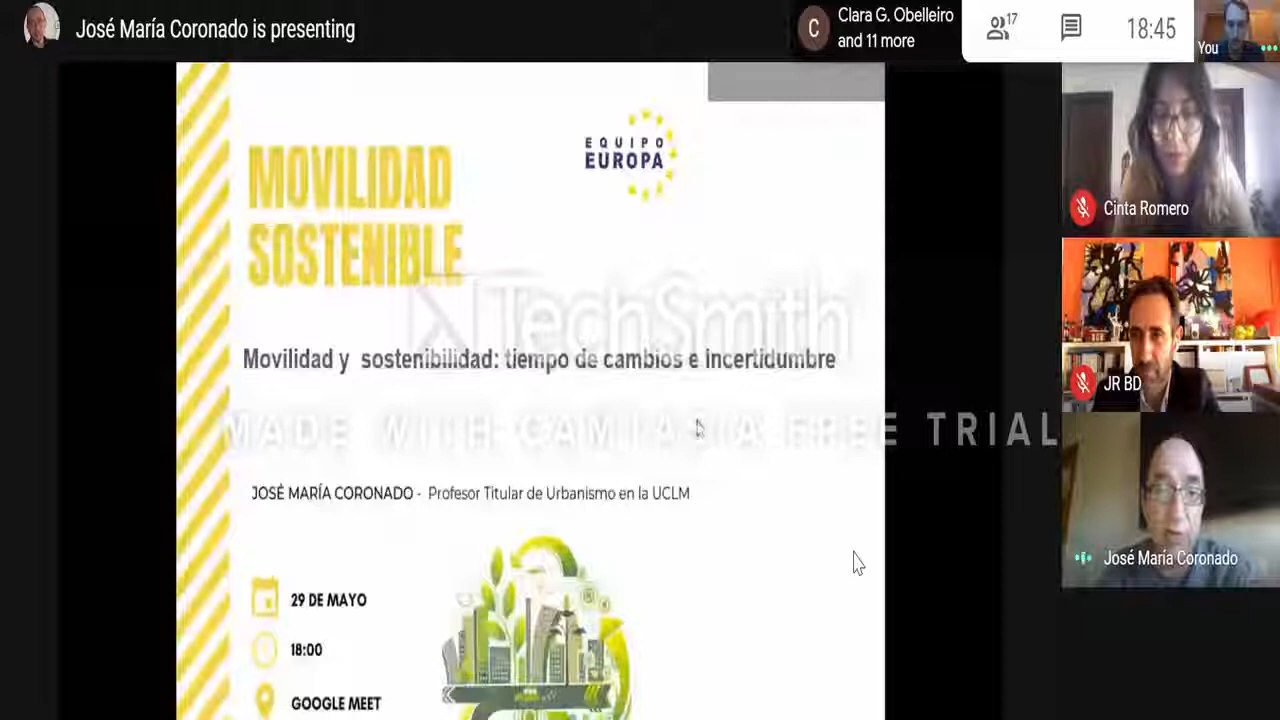 José María Coronado is presenting
C
Clara G. Obelleiro
and 11 more
17
18:45
You
EQUIPO
EUROPA
MOVILIDAD
SOSTENIBLE
TechSmith
Movilidad y sostenibilidad: tiempo de cambios e incertidumbre
MADE WITH CAMTASIA FREE TRIAL
JOSÉ MARÍA CORONADO - Profesor Titular de Urbanismo en la UCLM
29 DE MAYO
18:00
GOOGLE MEET
Cinta Romero
JR BD
José María Coronado